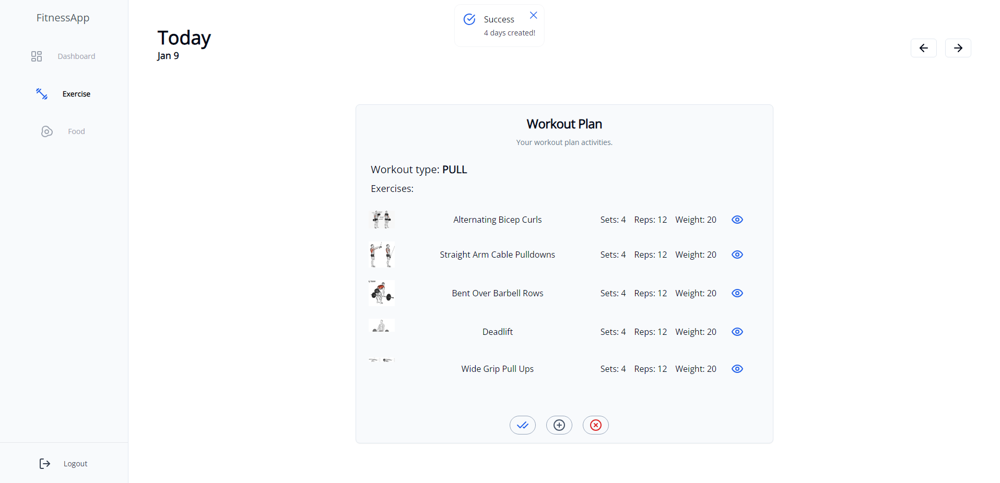 FitnessApp
Dashboard
Exercise
Food
Logout
Today
Jan 9
Success
4 days created!
Workout Plan
Your workout plan activities.
Workout type: PULL
Exercises:
Alternating Bicep Curls Sets: 4 Reps: 12 Weight: 20
Straight Arm Cable Pulldowns Sets: 4 Reps: 12 Weight: 20
Bent Over Barbell Rows Sets: 4 Reps: 12 Weight: 20
Deadlift Sets: 4 Reps: 12 Weight: 20
Wide Grip Pull Ups Sets: 4 Reps: 12 Weight: 20